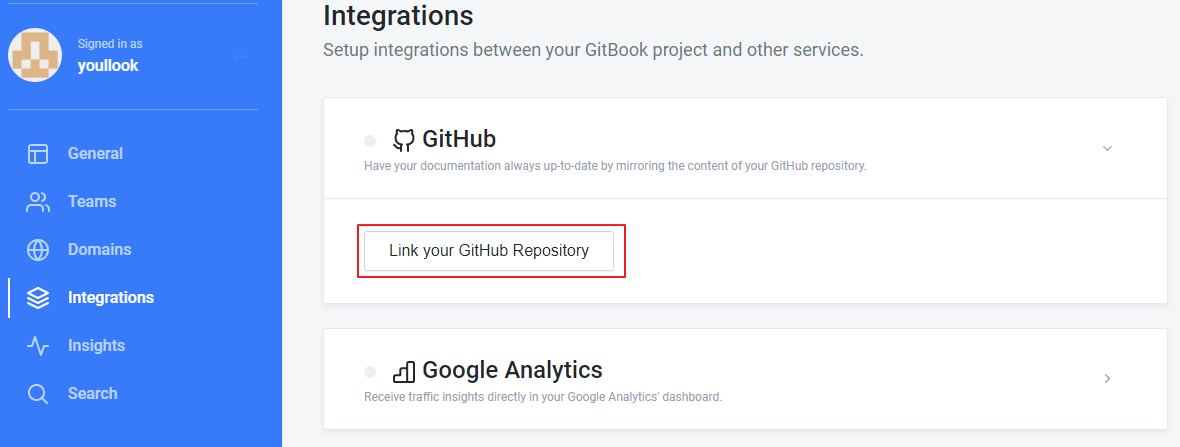 Signed in as
youllook
General
Teams
Domains
Integrations
Insights
Search
Integrations
Setup integrations between your GitBook project and other services.
GitHub
Have your documentation always up-to-date by mirroring the content of your GitHub repository.
Link your GitHub Repository
Google Analytics
Receive traffic insights directly in your Google Analytics' dashboard.